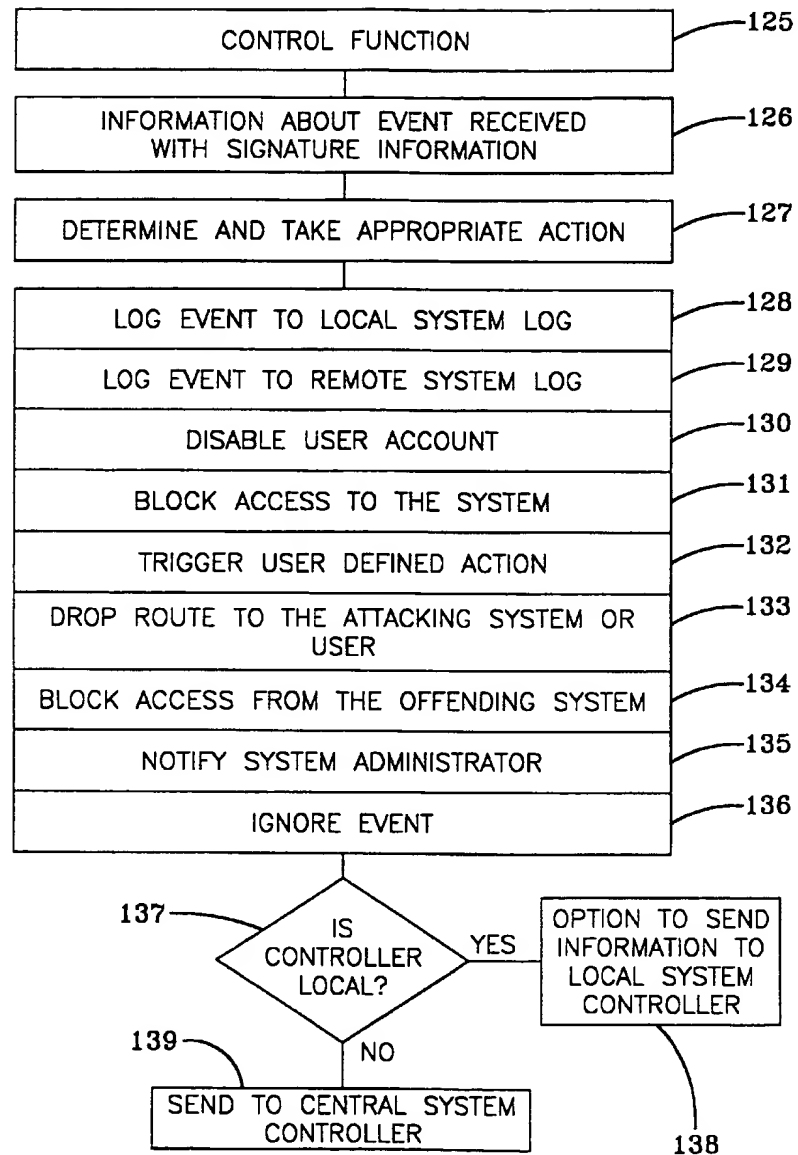 CONTROL FUNCTION
125
INFORMATION ABOUT EVENT RECEIVED
WITH SIGNATURE INFORMATION
126
DETERMINE AND TAKE APPROPRIATE ACTION
127
LOG EVENT TO LOCAL SYSTEM LOG
128
LOG EVENT TO REMOTE SYSTEM LOG
129
DISABLE USER ACCOUNT
130
BLOCK ACCESS TO THE SYSTEM
131
TRIGGER USER DEFINED ACTION
132
DROP ROUTE TO THE ATTACKING SYSTEM OR
USER
133
BLOCK ACCESS FROM THE OFFENDING SYSTEM
134
NOTIFY SYSTEM ADMINISTRATOR
135
IGNORE EVENT
136
137
IS
CONTROLLER
LOCAL?
YES
OPTION TO SEND
INFORMATION TO
LOCAL SYSTEM
CONTROLLER
138
NO
139
SEND TO CENTRAL SYSTEM
CONTROLLER